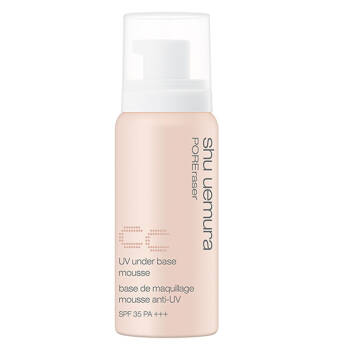 shu uemura
POREraser
CC
UV under base
mousse
base de maquillage
mousse anti-UV
SPF 35 PA +++